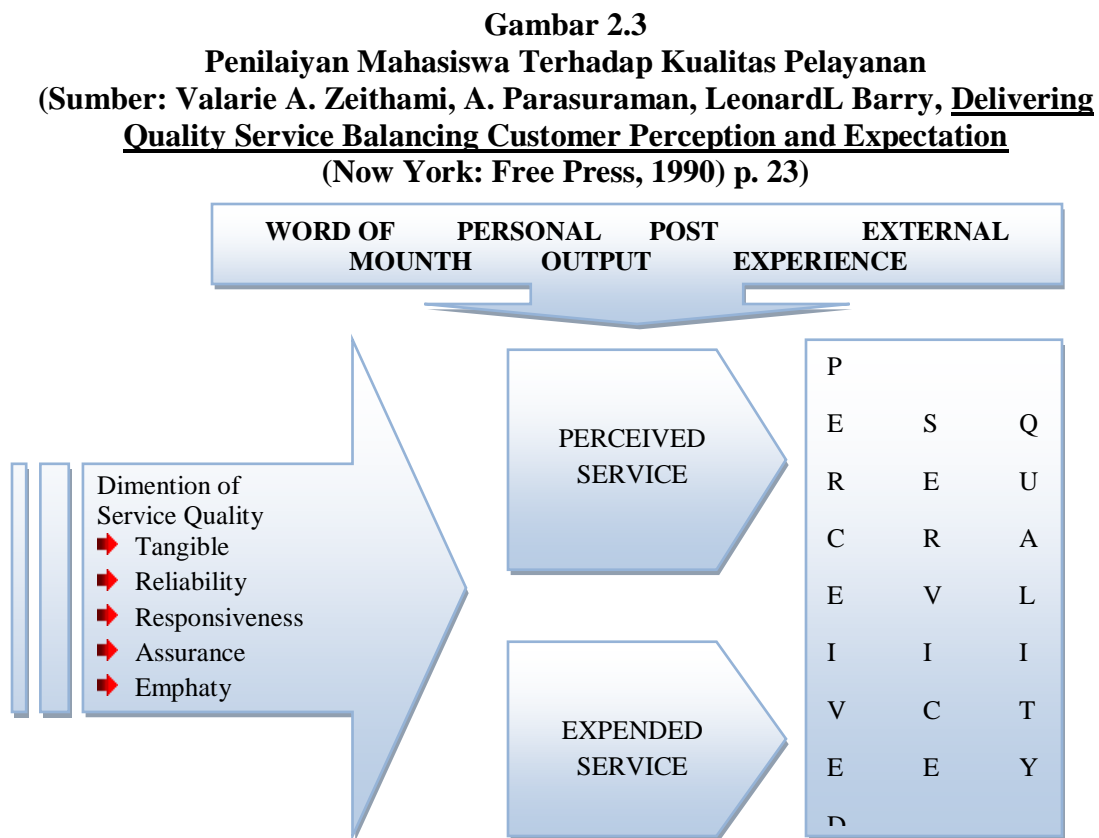 Gambar 2.3
Penilaiyan Mahasiswa Terhadap Kualitas Pelayanan
(Sumber: Valarie A. Zeithami, A. Parasuraman, LeonardL Barry, Delivering
Quality Service Balancing Customer Perception and Expectation
(Now York: Free Press, 1990) p. 23)
WORD OF PERSONAL POST EXTERNAL
MOUNTH OUTPUT EXPERIENCE
Dimention of
Service Quality
Tangible
Reliability
Responsiveness
Assurance
Emphaty
PERCEIVED
SERVICE
EXPENDED
SERVICE
P
E S Q
R E U
C R A
E V L
I I I
V C T
E E Y
D